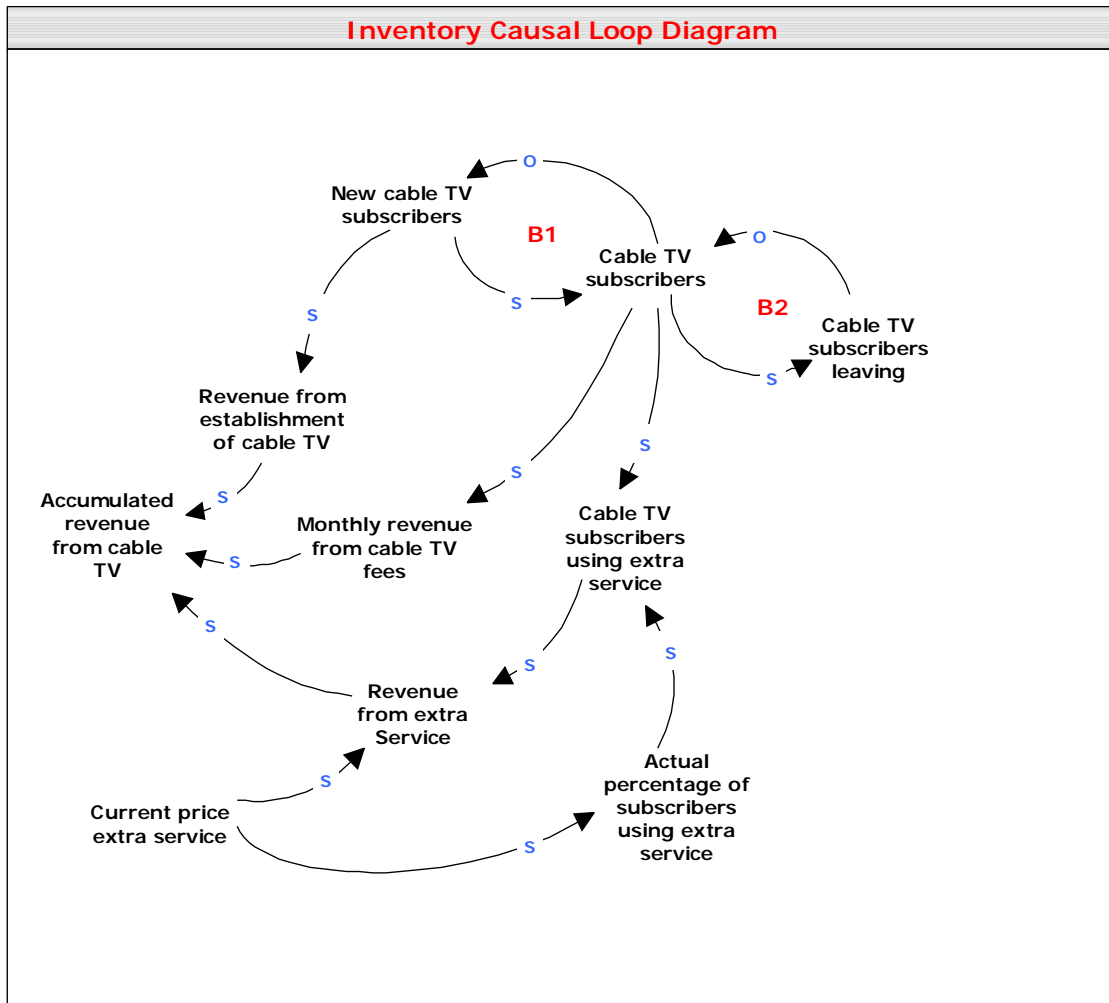 Inventory Causal Loop Diagram
O
New cable TV
subscribers
B1
O
Cable TV
subscribers
S
S
B2
Cable TV
subscribers
leaving
S
Revenue from
establishment
of cable TV
S
S
S
Accumulated
revenue
from cable
TV
Monthly revenue
from cable TV
fees
Cable TV
subscribers
using extra
service
S
S
S
S
Revenue
from extra
Service
Actual
percentage of
subscribers
using extra
service
S
Current price
extra service
S